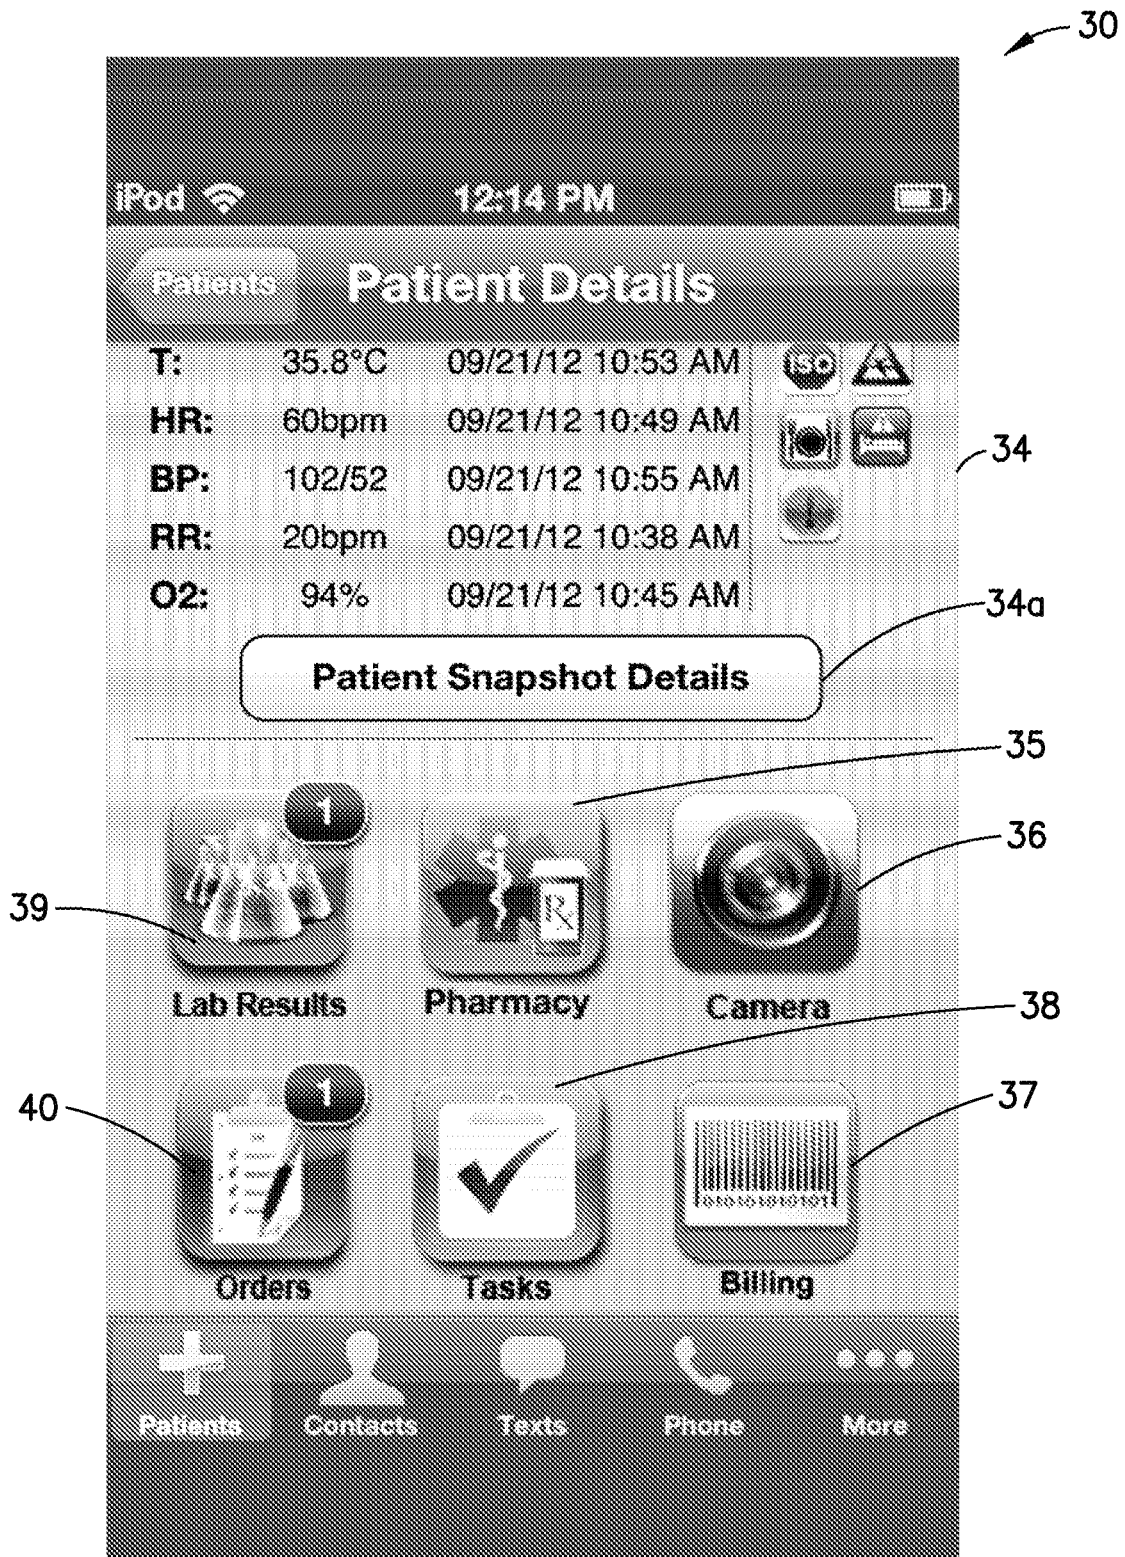 30
iPod 12:14 PM
Patients Patient Details
T: 35.8°C 09/21/12 10:53 AM
ISO
HR: 60bpm 09/21/12 10:49 AM
34
BP: 102/52 09/21/12 10:55 AM
RR: 20bpm 09/21/12 10:38 AM
O2: 94% 09/21/12 10:45 AM
34a
Patient Snapshot Details
35
1
36
39
Rx
Lab Results Pharmacy Camera
38
1
40
37
0101010101011
Orders Tasks Billing
Patients Contacts Texts Phone More